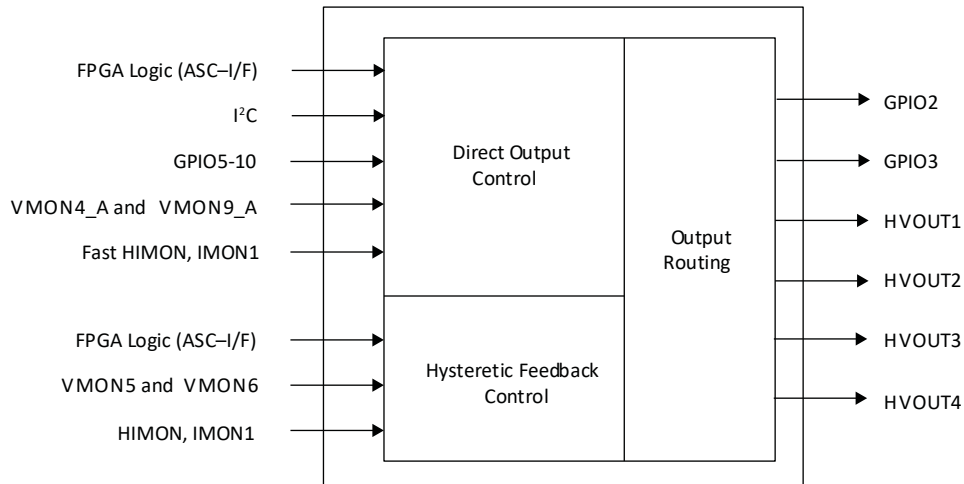 FPGA Logic (ASC–I/F)
I²C
GPIO5-10
VMON4_A and VMON9_A
Fast HIMON, IMON1
FPGA Logic (ASC–I/F)
VMON5 and VMON6
HIMON, IMON1
Direct Output
Control
Hysteretic Feedback
Control
Output
Routing
GPIO2
GPIO3
HVOUT1
HVOUT2
HVOUT3
HVOUT4